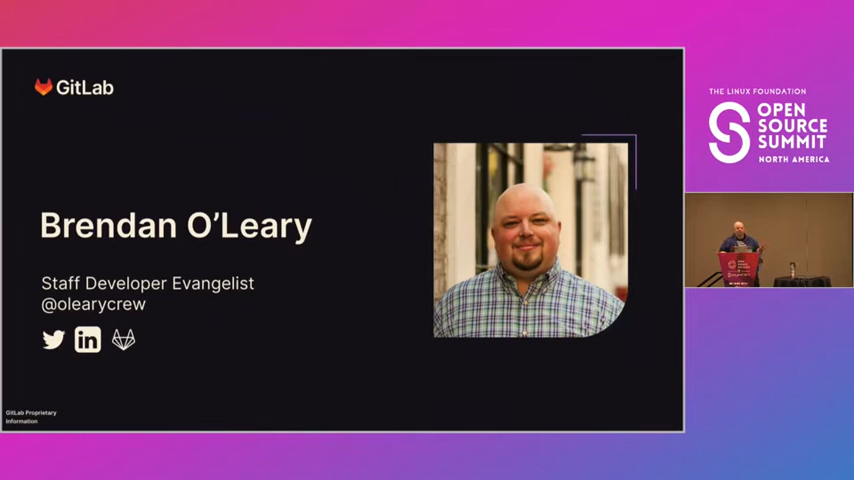 GitLab
Brendan O'Leary
Staff Developer Evangelist
@olearycrew
GitLab Proprietary
Information
THE LINUX FOUNDATION
OPEN
SOURCE
SUMMIT
NORTH AMERICA